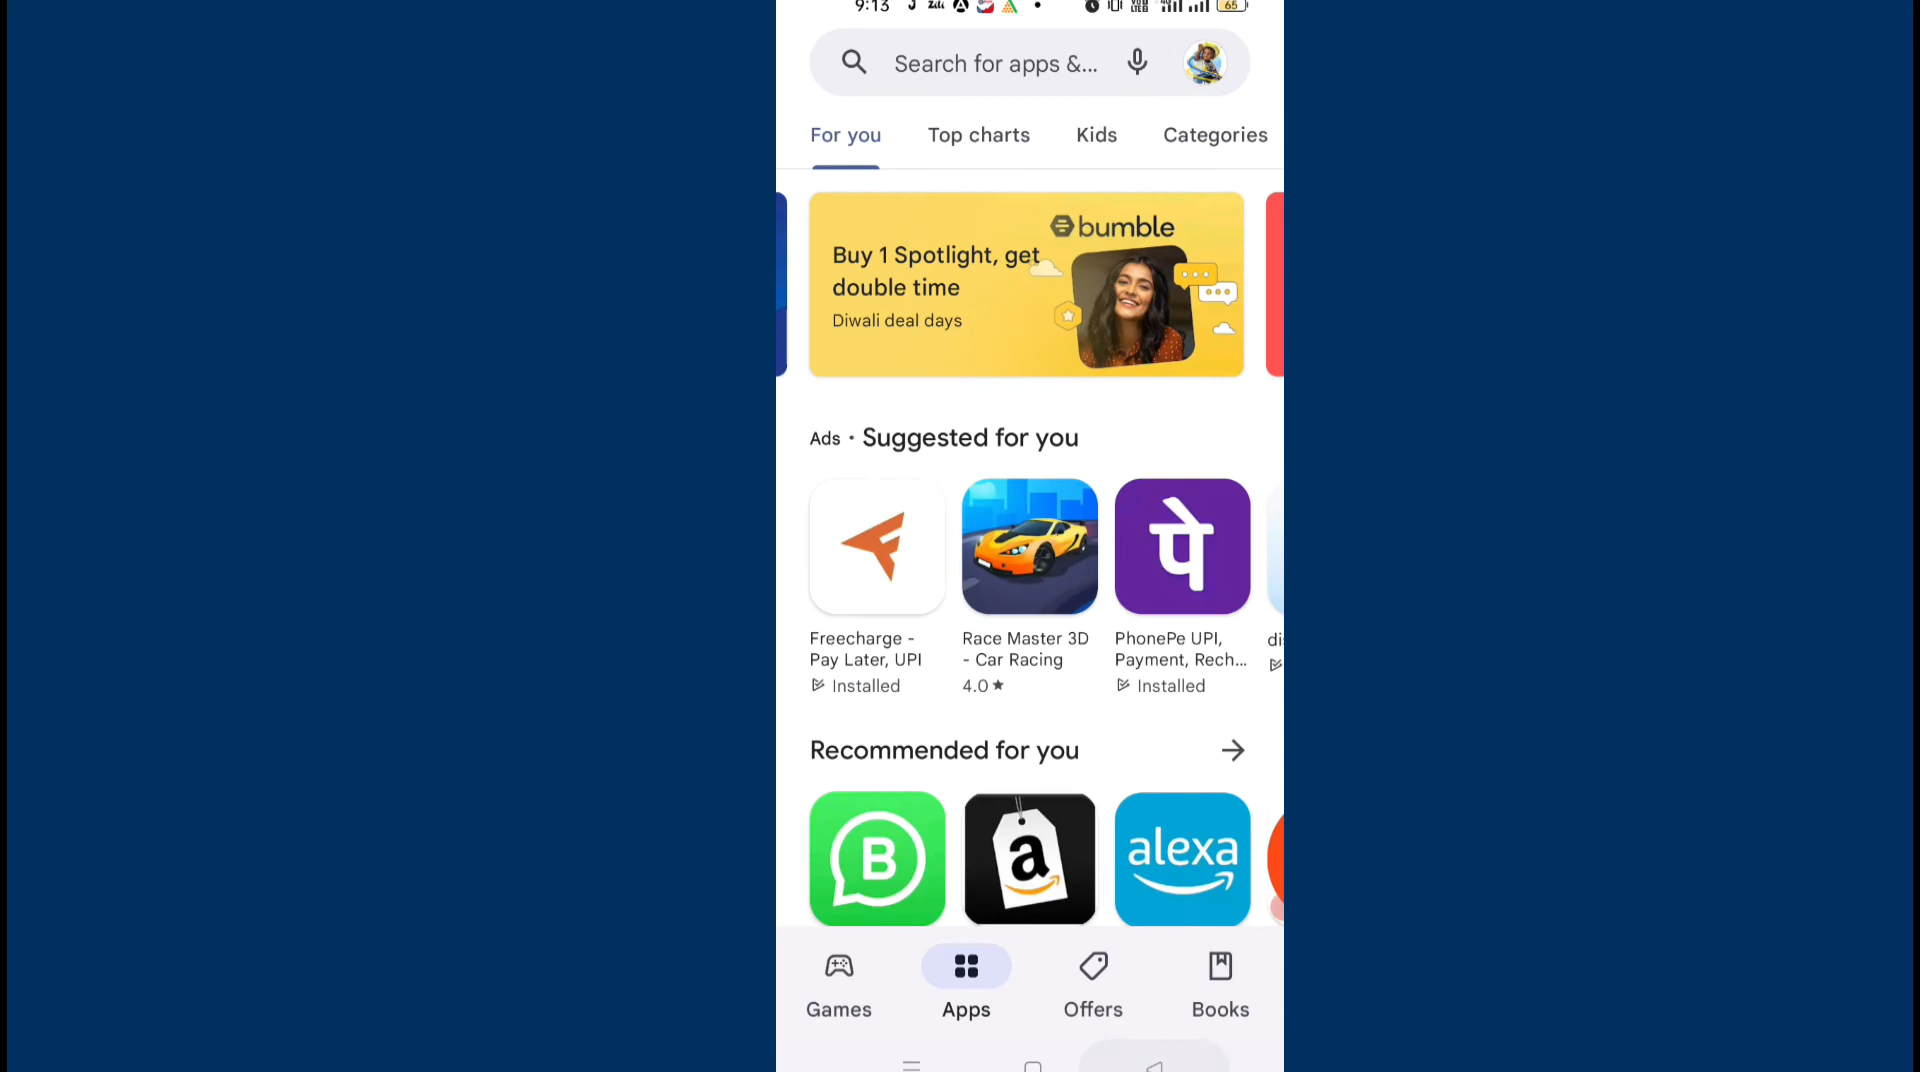 9:13
65
Search for apps &...
For you Top charts Kids Categories
bumble
Buy 1 Spotlight, get
double time
Diwali deal days
Ads • Suggested for you
पे
Freecharge -
Pay Later, UPI
Installed
Race Master 3D
- Car Racing
4.0 ★
PhonePe UPI,
Payment, Rech...
Installed
di
Recommended for you
B
a
alexa
Games Apps Offers Books